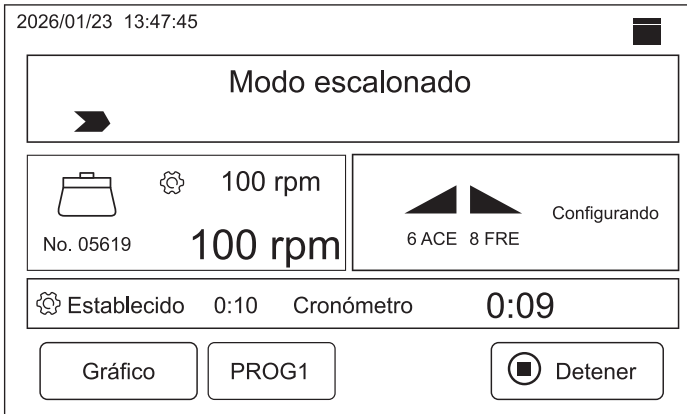 2026/01/23 13:47:45
Modo escalonado
100 rpm
No. 05619
100 rpm
6 ACE 8 FRE
Configurando
Establecido 0:10 Cronómetro 0:09
Gráfico
PROG1
Detener